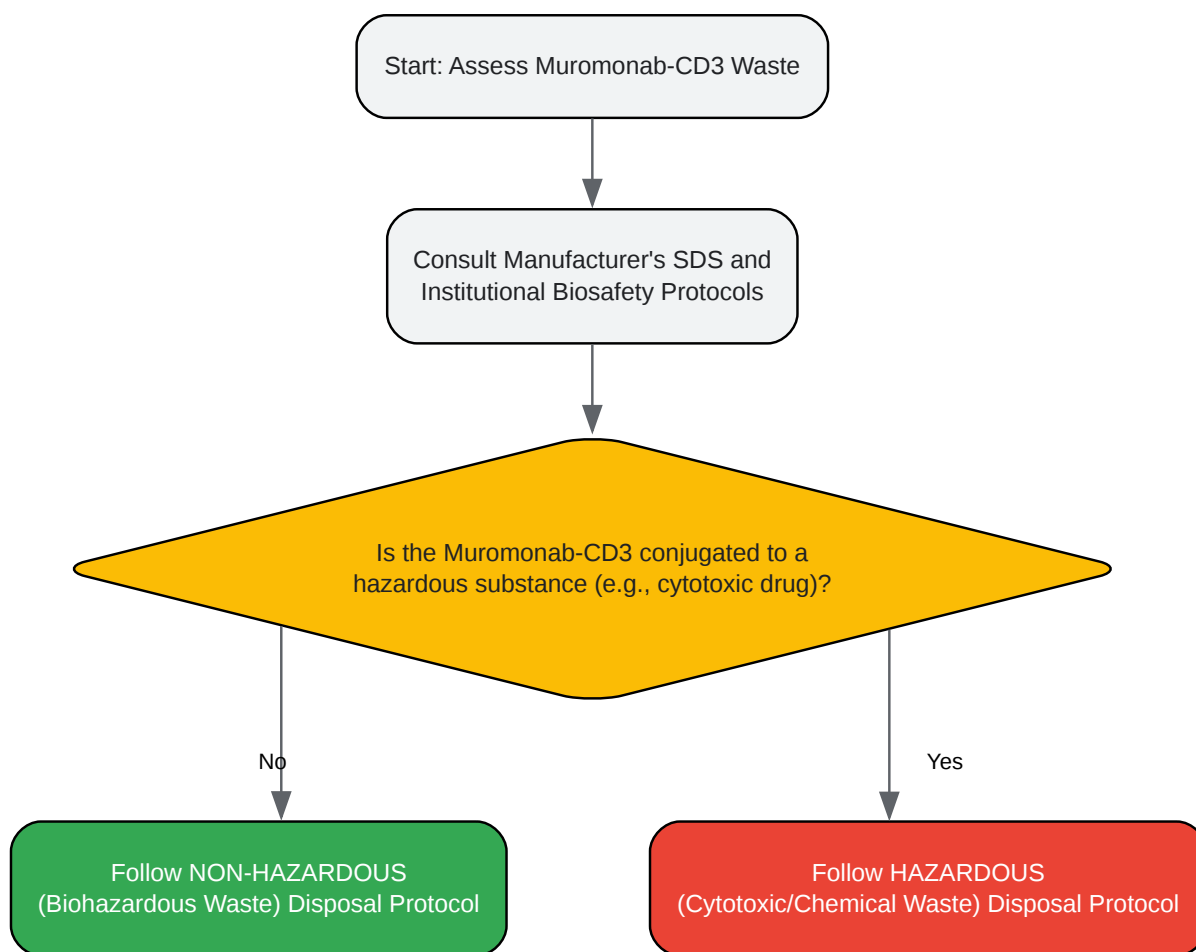 Start: Assess Muromonab-CD3 Waste
Consult Manufacturer's SDS and
Institutional Biosafety Protocols
Is the Muromonab-CD3 conjugated to a
hazardous substance (e.g., cytotoxic drug)?
No
Yes
Follow NON-HAZARDOUS
(Biohazardous Waste) Disposal Protocol
Follow HAZARDOUS
(Cytotoxic/Chemical Waste) Disposal Protocol